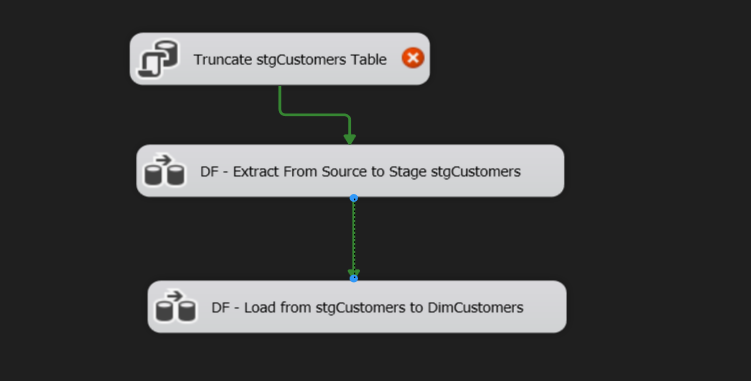 Truncate stgCustomers Table
DF - Extract From Source to Stage stgCustomers
DF - Load from stgCustomers to DimCustomers